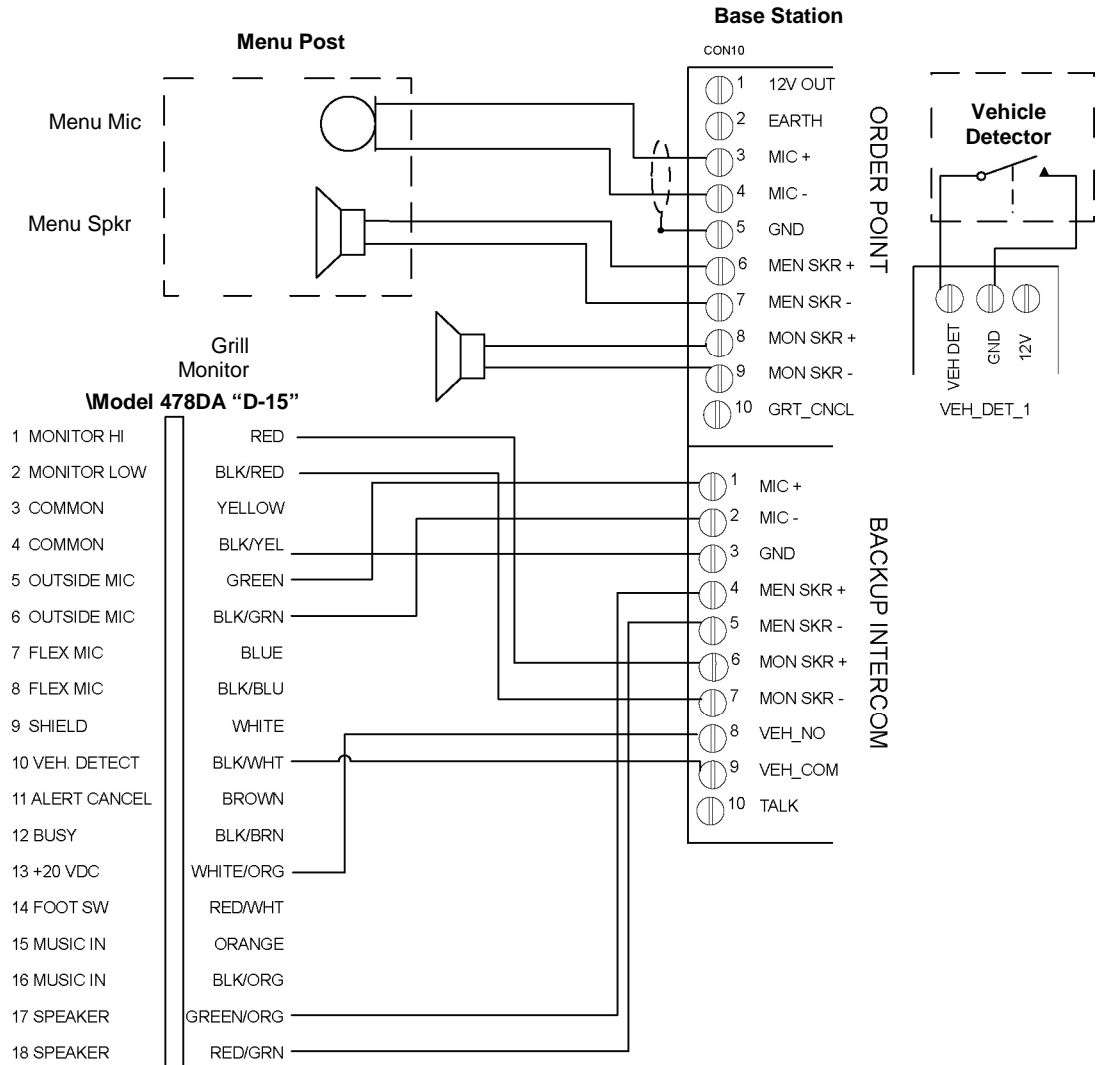 Base Station
Menu Post
CON10
Menu Mic
Menu Spkr
1 12V OUT
2 EARTH
3 MIC +
4 MIC -
5 GND
6 MEN SKR +
7 MEN SKR -
8 MON SKR +
9 MON SKR -
10 GRT_CNCL
ORDER POINT
Vehicle
Detector
VEH DET
GND
12V
VEH_DET_1
Grill
Monitor
\Model 478DA “D-15”
1 MONITOR HI RED
2 MONITOR LOW BLK/RED
3 COMMON YELLOW
4 COMMON BLK/YEL
5 OUTSIDE MIC GREEN
6 OUTSIDE MIC BLK/GRN
7 FLEX MIC BLUE
8 FLEX MIC BLK/BLU
9 SHIELD WHITE
10 VEH. DETECT BLK/WHT
11 ALERT CANCEL BROWN
12 BUSY BLK/BRN
13 +20 VDC WHITE/ORG
14 FOOT SW RED/WHT
15 MUSIC IN ORANGE
16 MUSIC IN BLK/ORG
17 SPEAKER GREEN/ORG
18 SPEAKER RED/GRN
1 MIC +
2 MIC -
3 GND
4 MEN SKR +
5 MEN SKR -
6 MON SKR +
7 MON SKR -
8 VEH_NO
9 VEH_COM
10 TALK
BACKUP INTERCOM